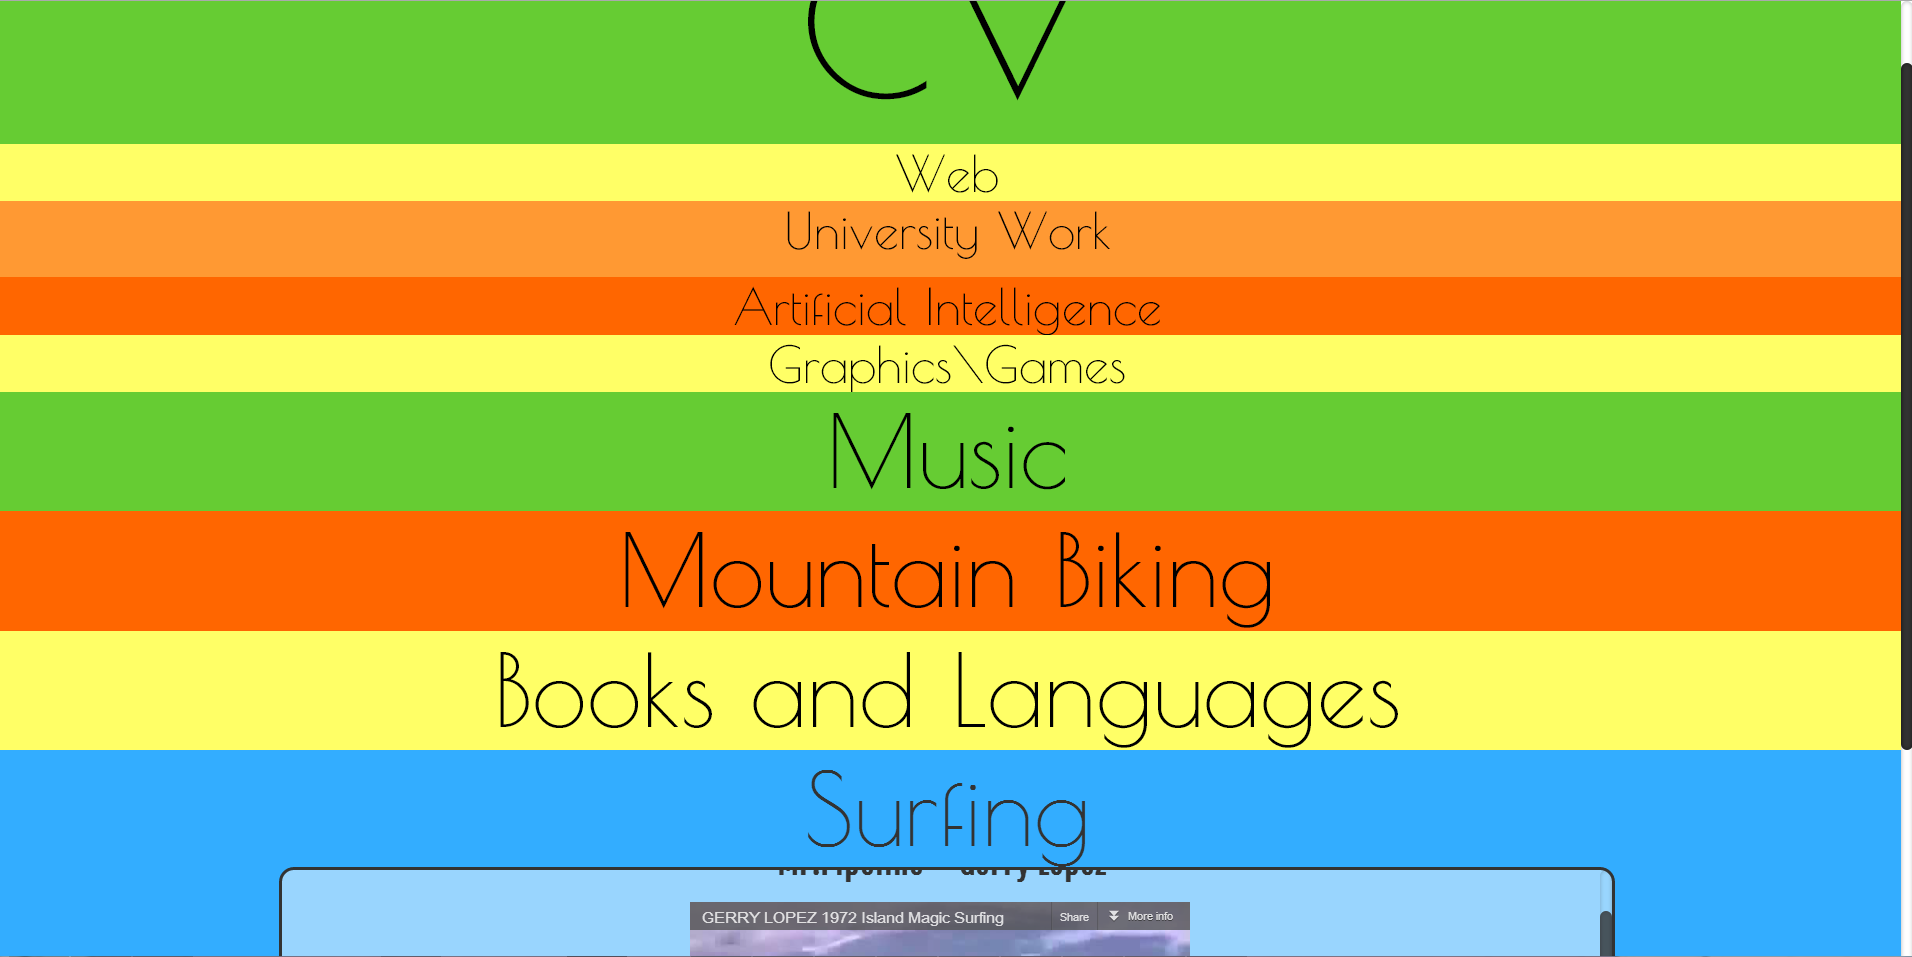 CV
Web
University Work
Artificial Intelligence
Graphics\Games
Music
Mountain Biking
Books and Languages
Surfing
Gerry Lopez
GERRY LOPEZ 1972 Island Magic Surfing Share More info